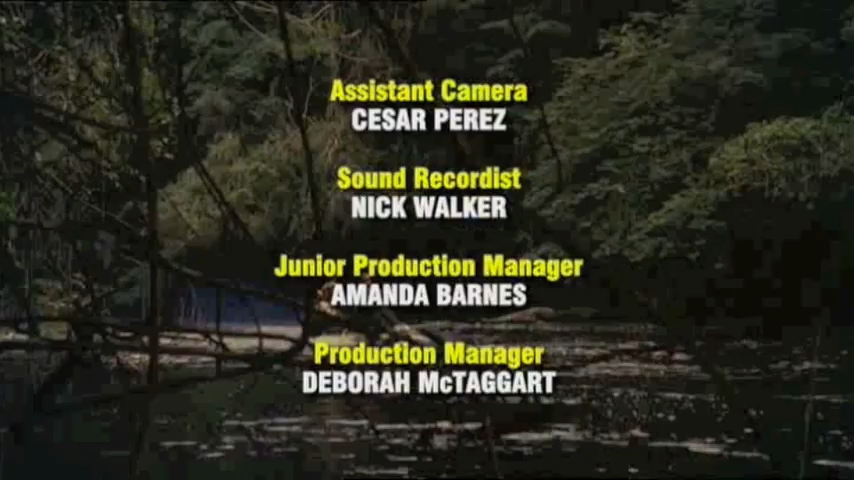 Assistant Camera
CESAR PEREZ
Sound Recordist
NICK WALKER
Junior Production Manager
AMANDA BARNES
Production Manager
DEBORAH McTAGGART